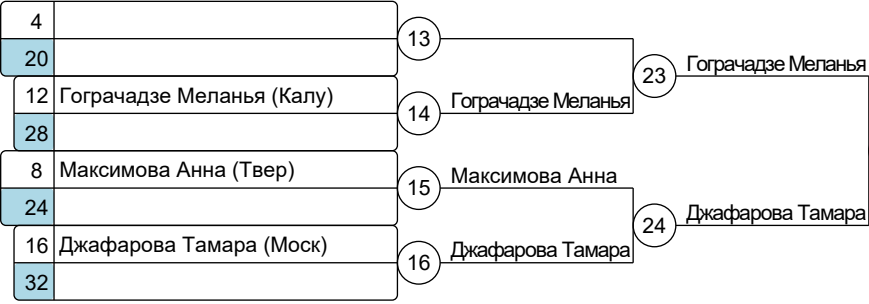 4
13
20
23
Гограчадзе Меланья
12 Гограчадзе Меланья (Калу)
14
Гограчадзе Меланья
28
8 Максимова Анна (Твер)
15
Максимова Анна
24
24
Джафарова Тамара
16 Джафарова Тамара (Моск)
16
Джафарова Тамара
32